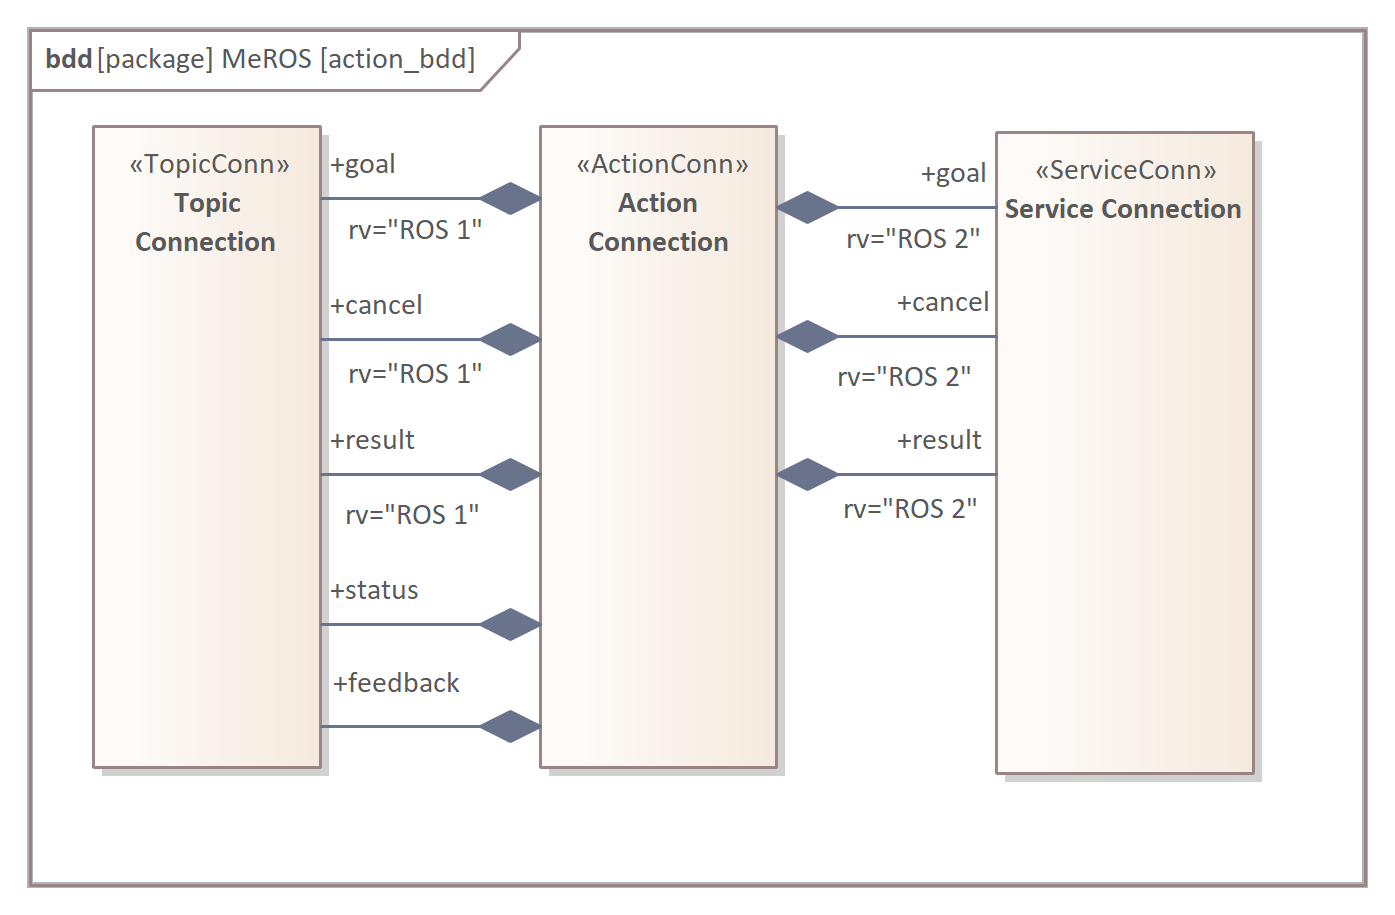 bdd [package] MeROS [action_bdd]
«TopicConn»
Topic
Connection
+goal
rv="ROS 1"
+cancel
rv="ROS 1"
+result
rv="ROS 1"
+status
+feedback
«ActionConn»
Action
Connection
+goal
rv="ROS 2"
+cancel
rv="ROS 2"
+result
rv="ROS 2"
«ServiceConn»
Service Connection